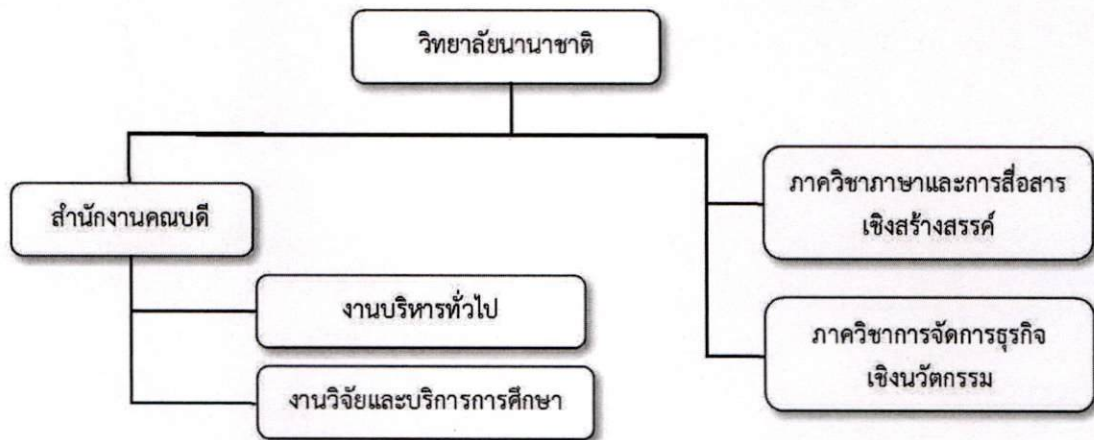 วิทยาลัยนานาชาติ
สำนักงานคณบดี
งานบริหารทั่วไป
งานวิจัยและบริการการศึกษา
ภาควิชาภาษาและการสื่อสาร
เชิงสร้างสรรค์
ภาควิชาการจัดการธุรกิจ
เชิงนวัตกรรม